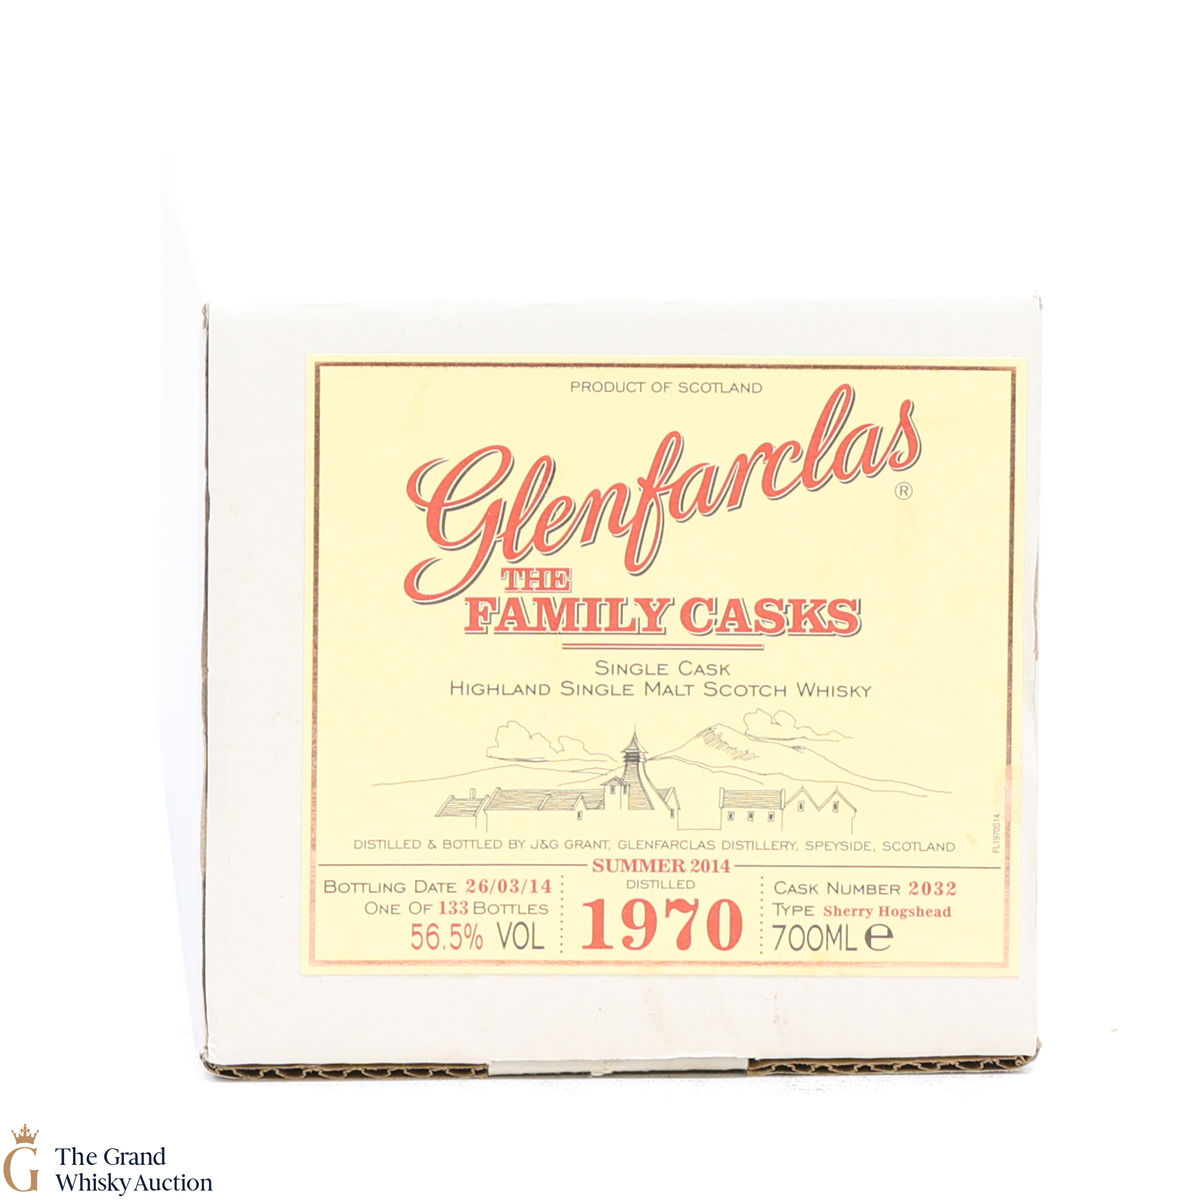 PRODUCT OF SCOTLAND
Glenfarclas ®
THE
FAMILY CASKS
SINGLE CASK
HIGHLAND SINGLE MALT SCOTCH WHISKY
DISTILLED & BOTTLED BY J&G GRANT, GLENFARCLAS DISTILLERY, SPEYSIDE, SCOTLAND
FL1970S14
SUMMER 2014
BOTTLING DATE 26/03/14
ONE OF 133 BOTTLES
56.5% VOL
DISTILLED
1970
CASK NUMBER 2032
TYPE Sherry Hogshead
700ML e
G
The Grand
Whisky Auction